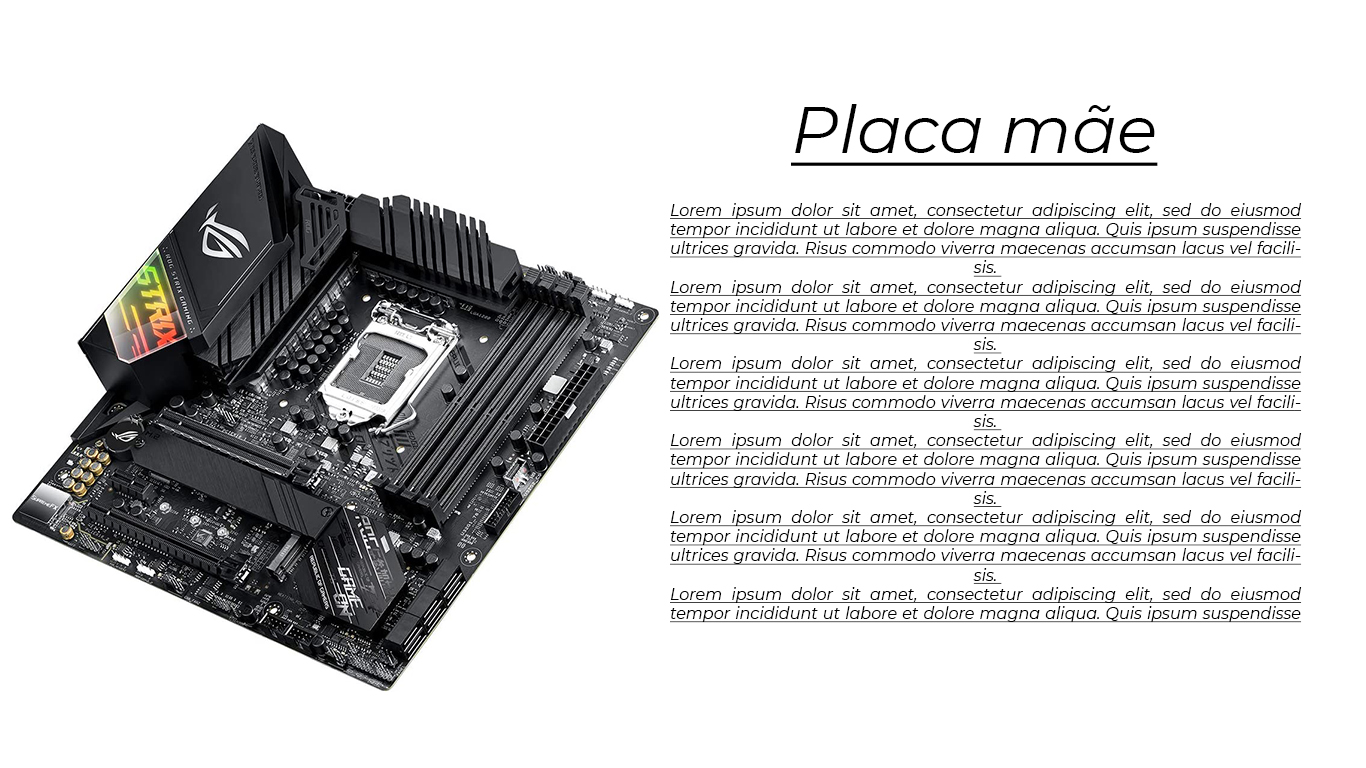 Placa mãe
Lorem ipsum dolor sit amet, consectetur adipiscing elit, sed do eiusmod
tempor incididunt ut labore et dolore magna aliqua. Quis ipsum suspendisse
ultrices gravida. Risus commodo viverra maecenas accumsan lacus vel facili-
sis.
Lorem ipsum dolor sit amet, consectetur adipiscing elit, sed do eiusmod
tempor incididunt ut labore et dolore magna aliqua. Quis ipsum suspendisse
ultrices gravida. Risus commodo viverra maecenas accumsan lacus vel facili-
sis.
Lorem ipsum dolor sit amet, consectetur adipiscing elit, sed do eiusmod
tempor incididunt ut labore et dolore magna aliqua. Quis ipsum suspendisse
ultrices gravida. Risus commodo viverra maecenas accumsan lacus vel facili-
sis.
Lorem ipsum dolor sit amet, consectetur adipiscing elit, sed do eiusmod
tempor incididunt ut labore et dolore magna aliqua. Quis ipsum suspendisse
ultrices gravida. Risus commodo viverra maecenas accumsan lacus vel facili-
sis.
Lorem ipsum dolor sit amet, consectetur adipiscing elit, sed do eiusmod
tempor incididunt ut labore et dolore magna aliqua. Quis ipsum suspendisse
ultrices gravida. Risus commodo viverra maecenas accumsan lacus vel facili-
sis.
Lorem ipsum dolor sit amet, consectetur adipiscing elit, sed do eiusmod
tempor incididunt ut labore et dolore magna aliqua. Quis ipsum suspendisse
ROG STRIX GAMING
STRIX
GAME